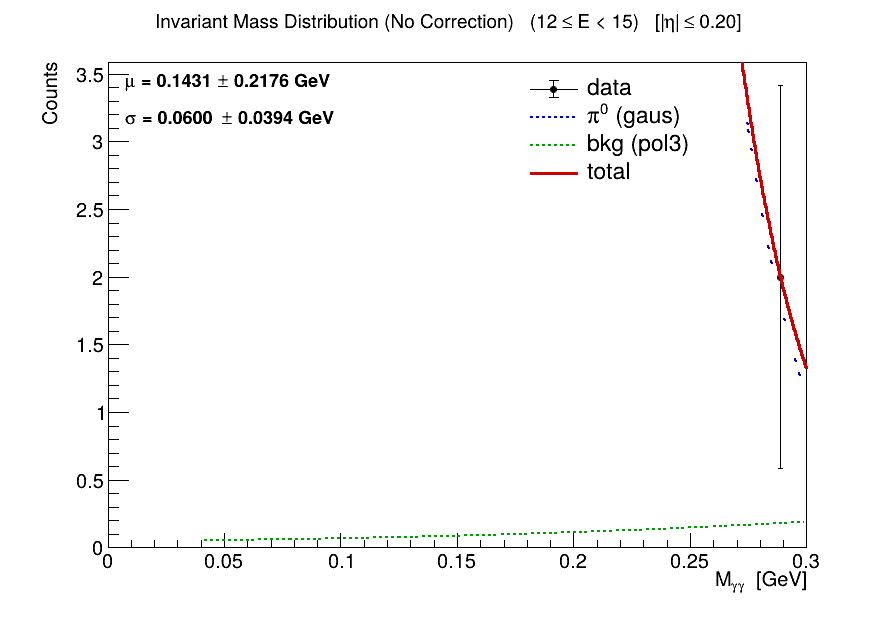 Invariant Mass Distribution (No Correction) (12 ≤ E < 15) [|η| ≤ 0.20]
Counts
μ = 0.1431 ± 0.2176 GeV
σ = 0.0600 ± 0.0394 GeV
data
π⁰ (gaus)
bkg (pol3)
total
3.5
3
2.5
2
1.5
1
0.5
0
0 0.05 0.1 0.15 0.2 0.25 0.3
Mγγ [GeV]